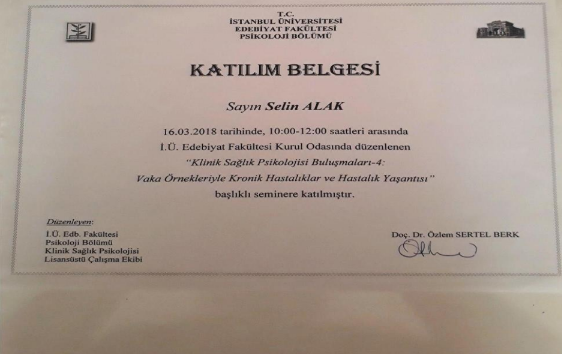 T.C.
İSTANBUL ÜNİVERSİTESİ
EDEBİYAT FAKÜLTESİ
PSİKOLOJİ BÖLÜMÜ
KATILIM BELGESİ
Sayın Selin ALAK
16.03.2018 tarihinde, 10:00-12:00 saatleri arasında
İ.Ü. Edebiyat Fakültesi Kurul Odasında düzenlenen
"Klinik Sağlık Psikolojisi Buluşmaları-4:
Vaka Örnekleriyle Kronik Hastalıklar ve Hastalık Yaşantısı"
başlıklı seminere katılmıştır.
Düzenleyen:
İ.Ü. Edb. Fakültesi
Psikoloji Bölümü
Klinik Sağlık Psikolojisi
Lisansüstü Çalışma Ekibi
Doç. Dr. Özlem SERTEL BERK